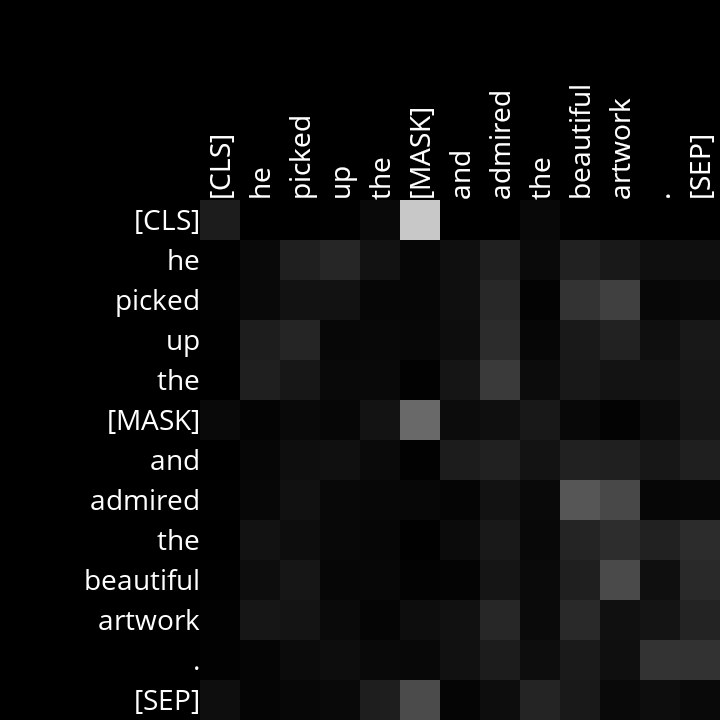 [CLS] he picked up the [MASK] and admired the beautiful artwork . [SEP]
[CLS]
he
picked
up
the
[MASK]
and
admired
the
beautiful
artwork
.
[SEP]